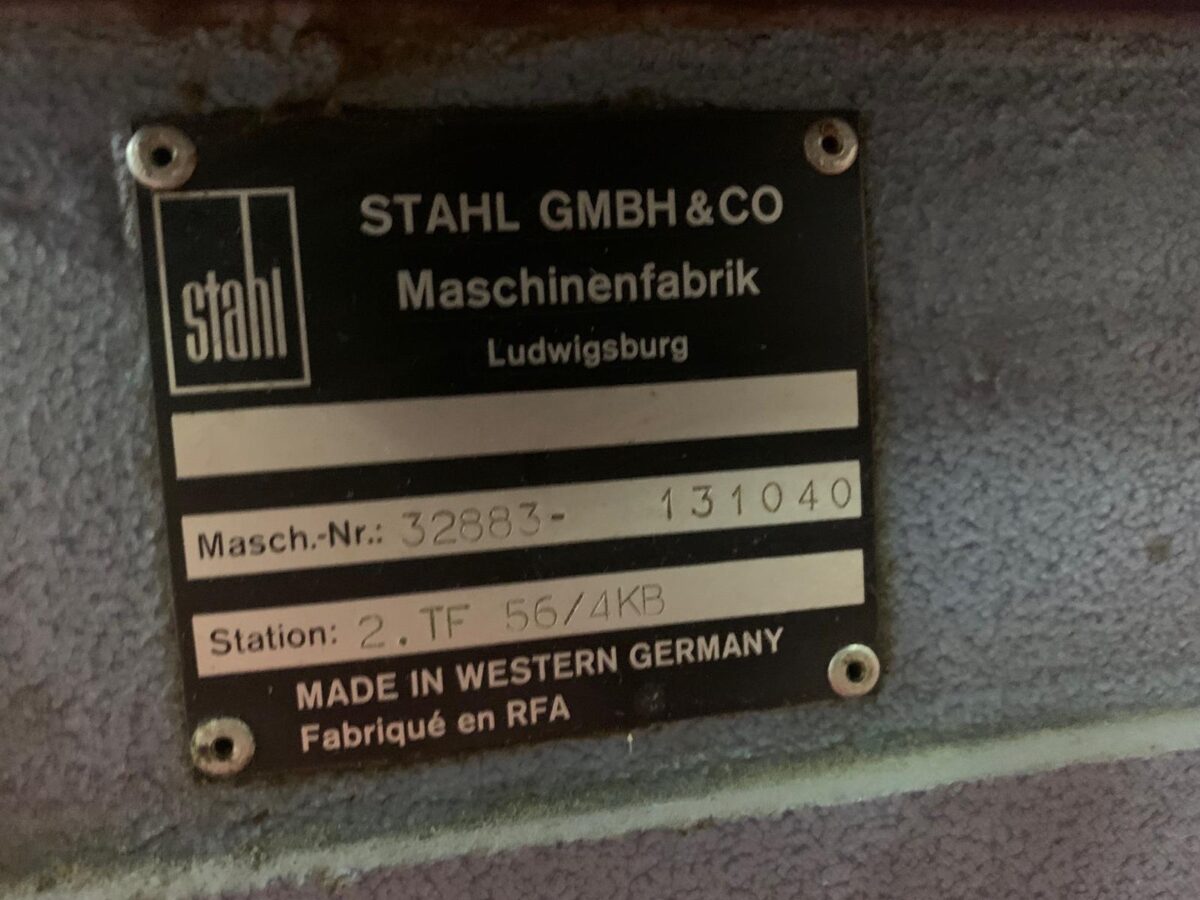 stahl
STAHL GMBH & CO
Maschinenfabrik
Ludwigsburg
Masch.-Nr.: 32883- 131040
Station: 2. TF 56/4KB
MADE IN WESTERN GERMANY
Fabriqué en RFA